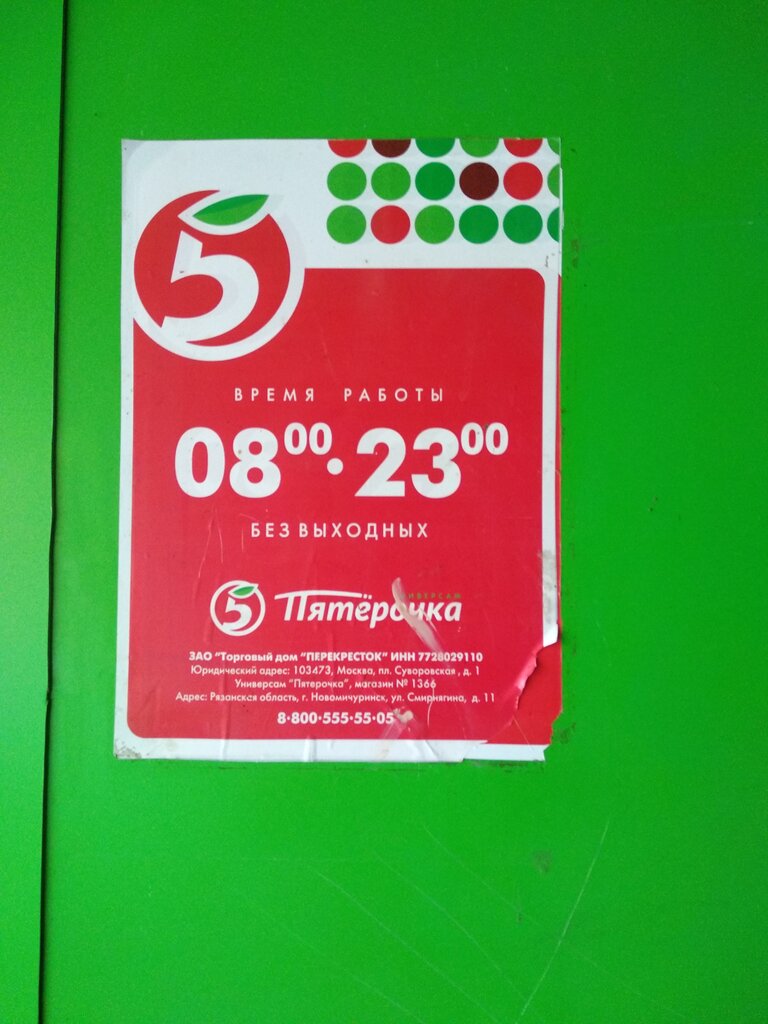 5
ВРЕМЯ РАБОТЫ
08⁰⁰·23⁰⁰
БЕЗ ВЫХОДНЫХ
5 Пятёрочка
ЗАО "Торговый дом "ПЕРЕКРЕСТОК" ИНН 7728029110
Юридический адрес: 103473, Москва, пл. Суворовская, д. 1
Универсам "Пятерочка", магазин № 1366
Адрес: Рязанская область, г. Новомичуринск, ул. Смирнягина, д. 11
8·800·555·55·05